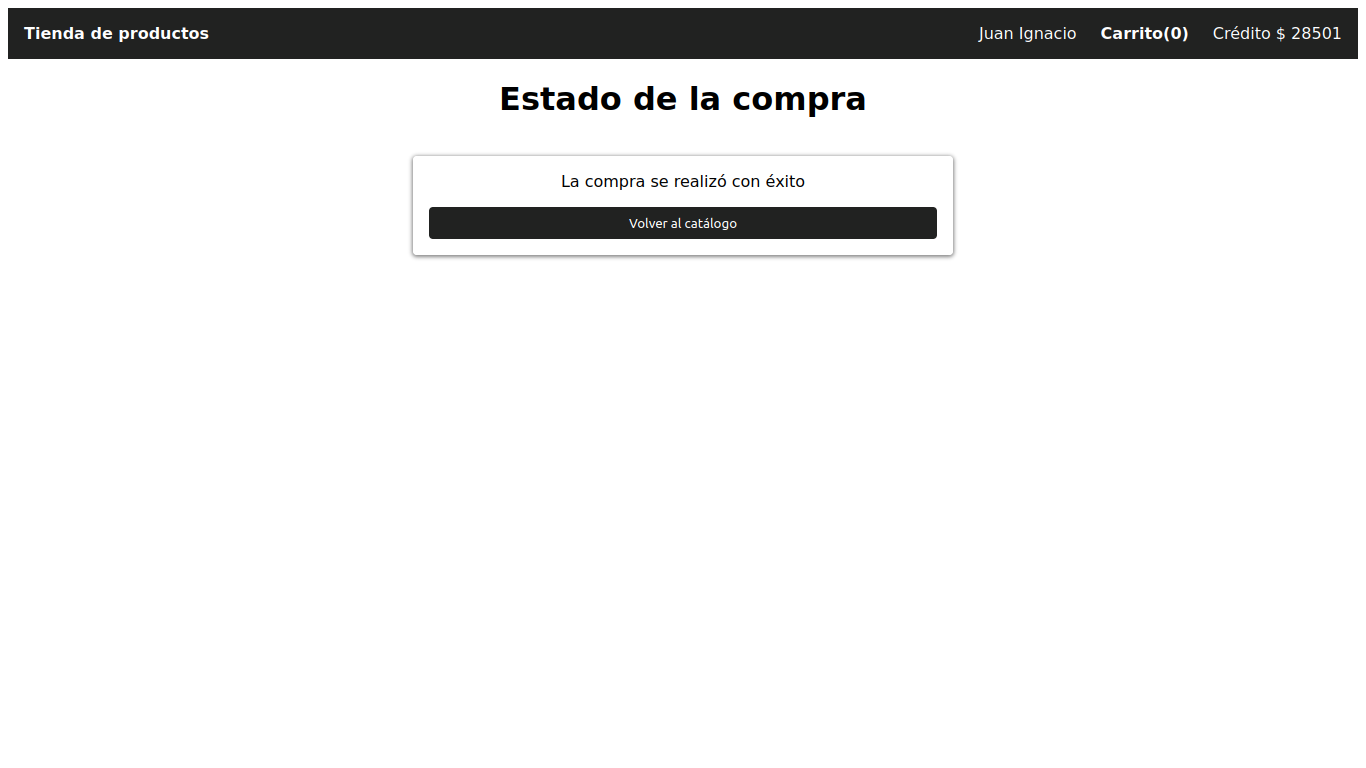 Tienda de productos
Juan Ignacio
Carrito(0)
Crédito $ 28501
Estado de la compra
La compra se realizó con éxito
Volver al catálogo